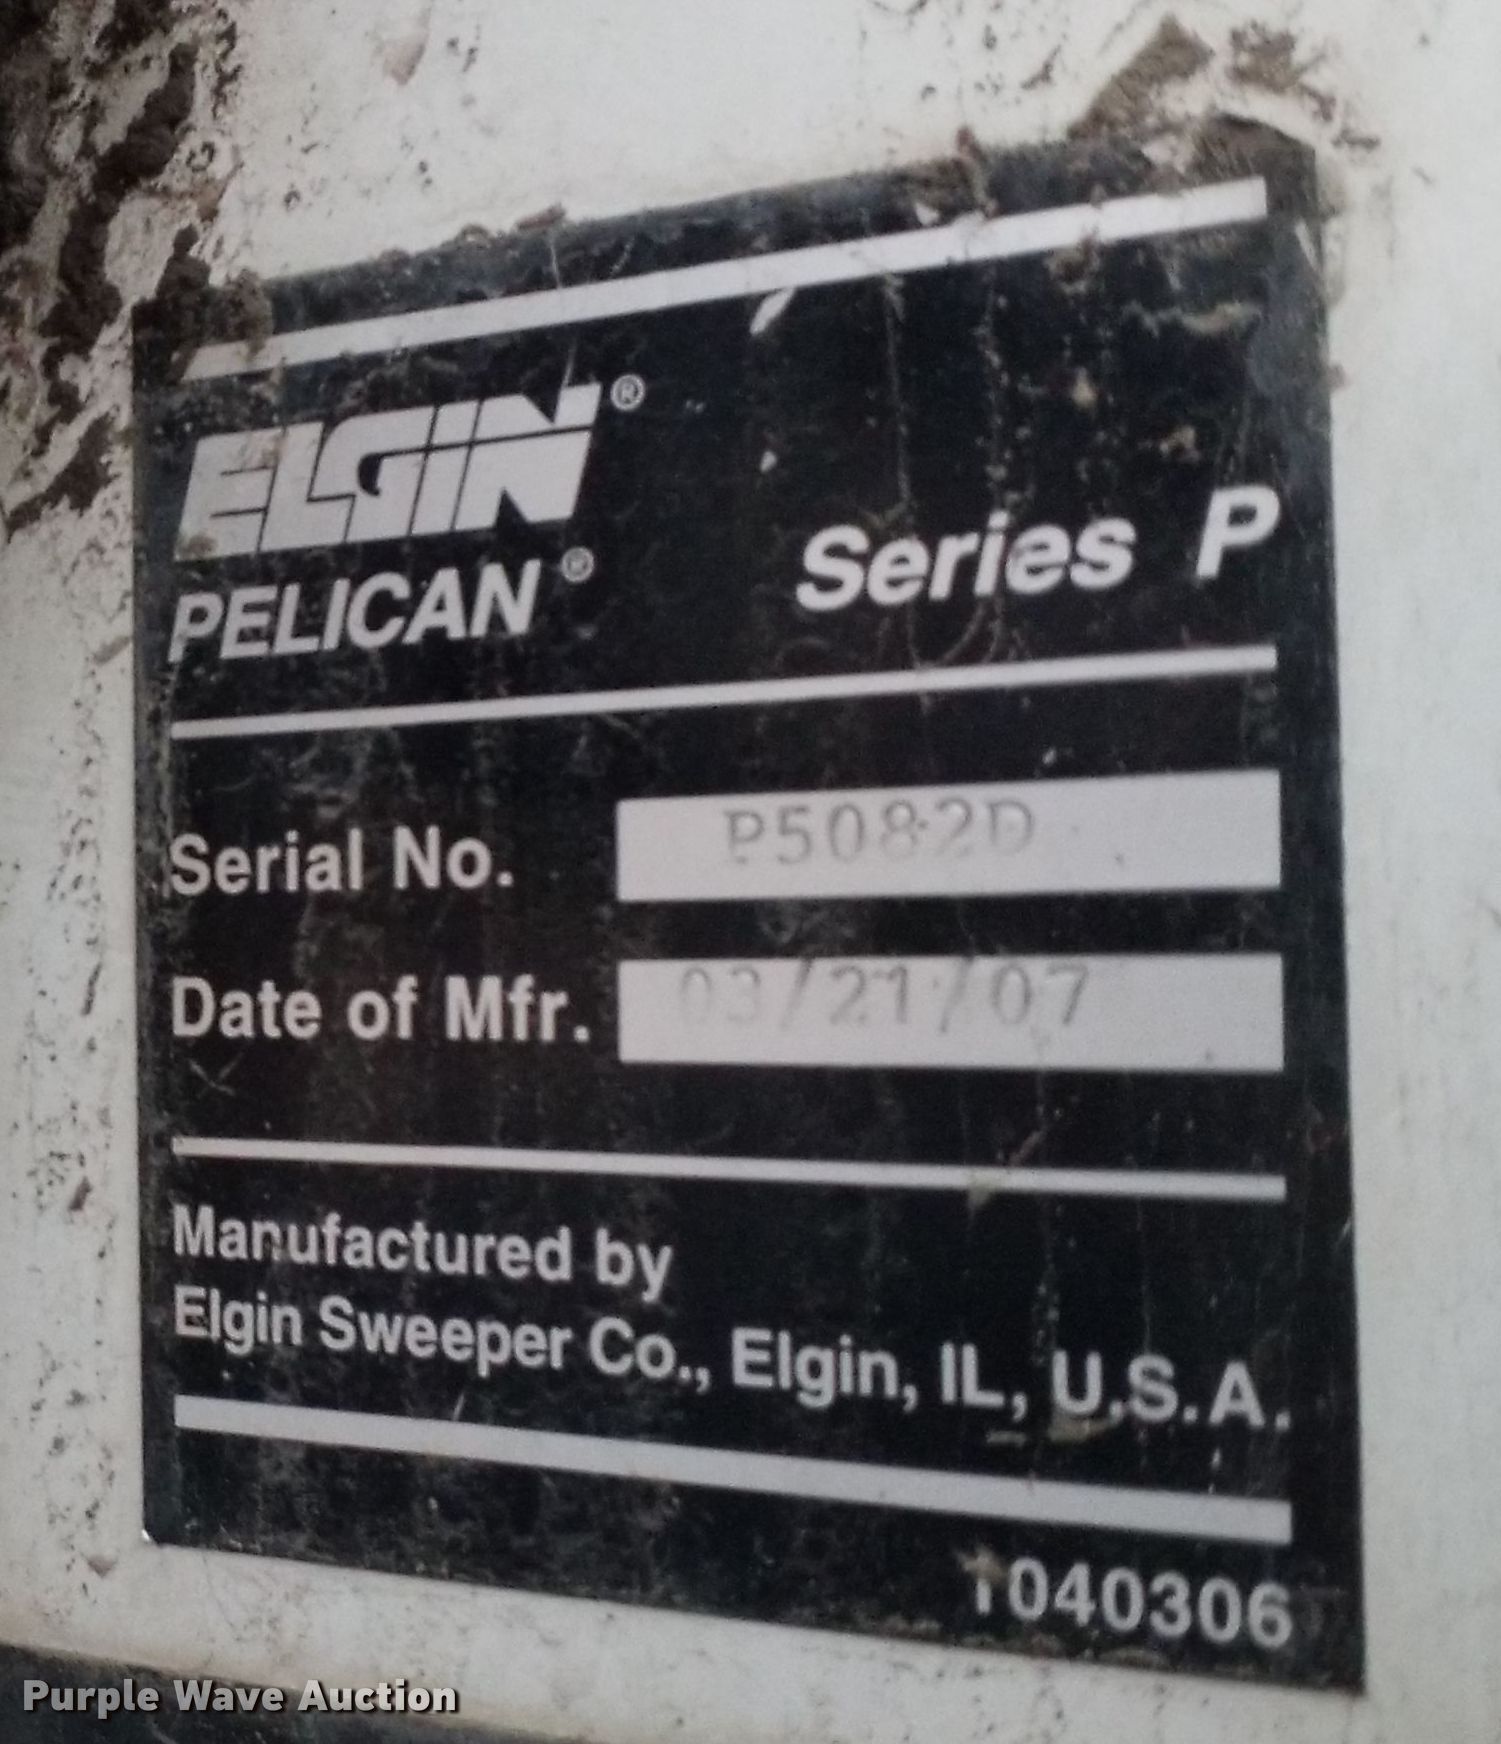 ELGIN®
PELICAN® Series P
Serial No. P5082D
Date of Mfr. 03/21/07
Manufactured by
Elgin Sweeper Co., Elgin, IL, U.S.A.
1040306
Purple Wave Auction